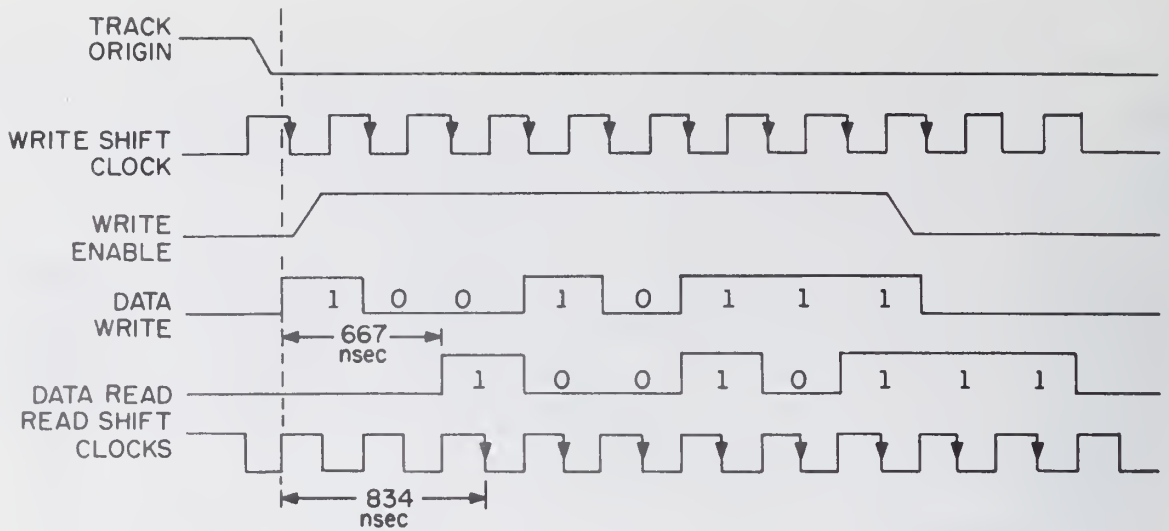 TRACK
ORIGIN
WRITE SHIFT
CLOCK
WRITE
ENABLE
DATA
WRITE
1 0 0 1 0 1 1 1
667
nsec
DATA READ
1 0 0 1 0 1 1 1
READ SHIFT
CLOCKS
834
nsec